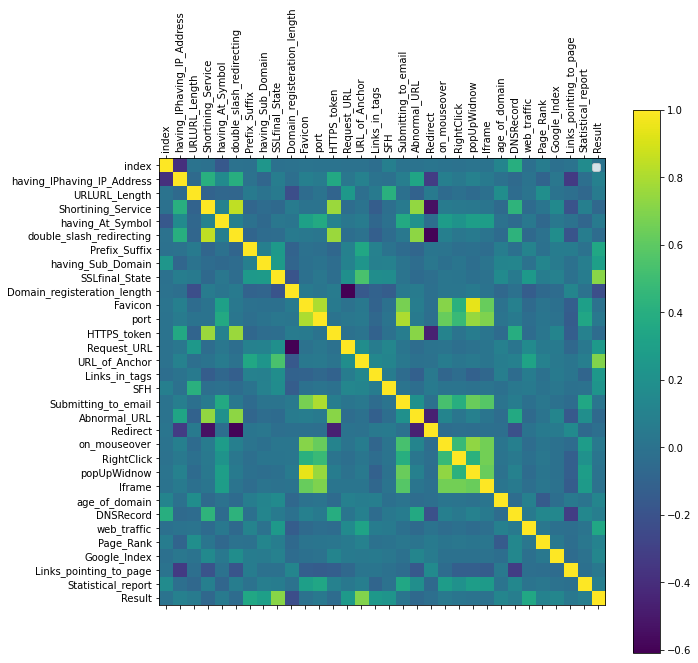 index
having_IPhaving_IP_Address
URLURL_Length
Shortining_Service
having_At_Symbol
double_slash_redirecting
Prefix_Suffix
having_Sub_Domain
SSLfinal_State
Domain_registeration_length
Favicon
port
HTTPS_token
Request_URL
URL_of_Anchor
Links_in_tags
SFH
Submitting_to_email
Abnormal_URL
Redirect
on_mouseover
RightClick
popUpWidnow
Iframe
age_of_domain
DNSRecord
web_traffic
Page_Rank
Google_Index
Links_pointing_to_page
Statistical_report
Result
index
having_IPhaving_IP_Address
URLURL_Length
Shortining_Service
having_At_Symbol
double_slash_redirecting
Prefix_Suffix
having_Sub_Domain
SSLfinal_State
Domain_registeration_length
Favicon
port
HTTPS_token
Request_URL
URL_of_Anchor
Links_in_tags
SFH
Submitting_to_email
Abnormal_URL
Redirect
on_mouseover
RightClick
popUpWidnow
Iframe
age_of_domain
DNSRecord
web_traffic
Page_Rank
Google_Index
Links_pointing_to_page
Statistical_report
Result
1.0
0.8
0.6
0.4
0.2
0.0
−0.2
−0.4
−0.6